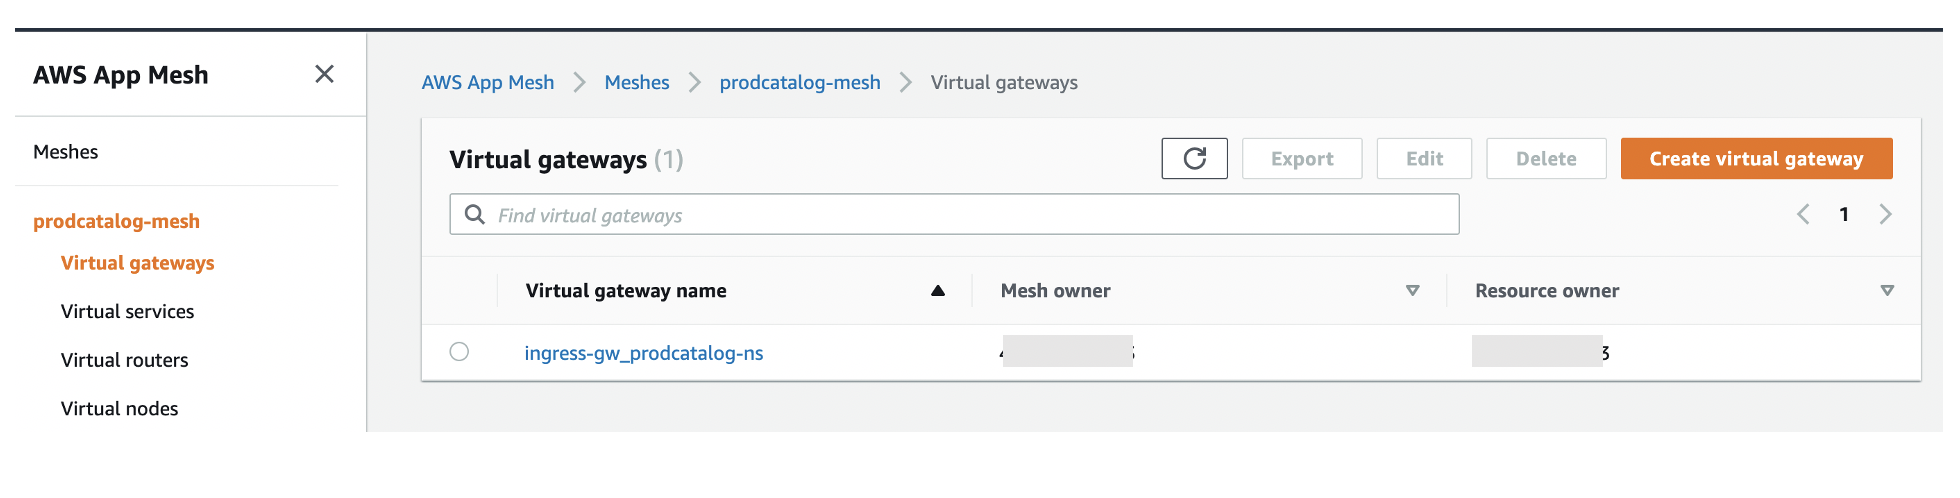 AWS App Mesh
Meshes
prodcatalog-mesh
Virtual gateways
Virtual services
Virtual routers
Virtual nodes
AWS App Mesh Meshes prodcatalog-mesh Virtual gateways
Virtual gateways (1) Export Edit Delete Create virtual gateway
Find virtual gateways 1
Virtual gateway name Mesh owner Resource owner
ingress-gw_prodcatalog-ns